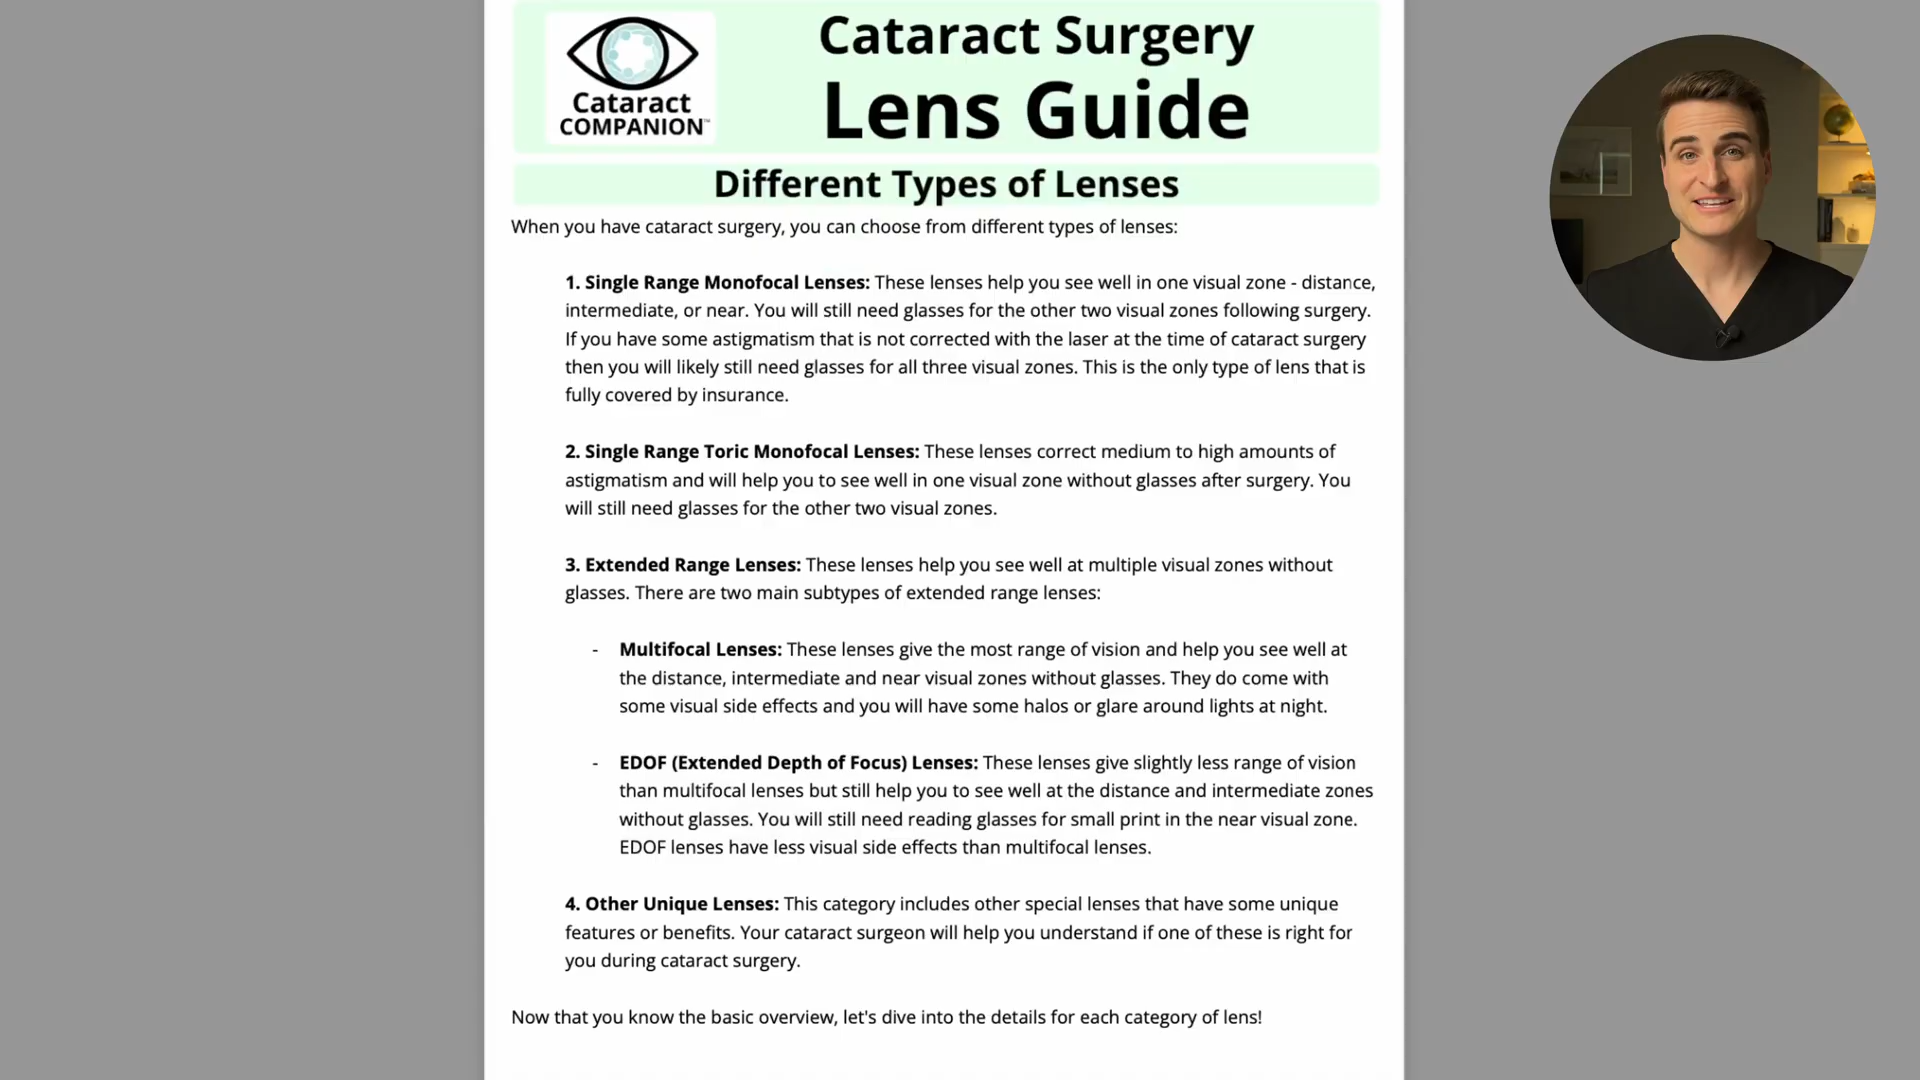 Cataract
COMPANION™
Cataract Surgery
Lens Guide
Different Types of Lenses
When you have cataract surgery, you can choose from different types of lenses:
1. Single Range Monofocal Lenses: These lenses help you see well in one visual zone - distance,
intermediate, or near. You will still need glasses for the other two visual zones following surgery.
If you have some astigmatism that is not corrected with the laser at the time of cataract surgery
then you will likely still need glasses for all three visual zones. This is the only type of lens that is
fully covered by insurance.
2. Single Range Toric Monofocal Lenses: These lenses correct medium to high amounts of
astigmatism and will help you to see well in one visual zone without glasses after surgery. You
will still need glasses for the other two visual zones.
3. Extended Range Lenses: These lenses help you see well at multiple visual zones without
glasses. There are two main subtypes of extended range lenses:
- Multifocal Lenses: These lenses give the most range of vision and help you see well at
the distance, intermediate and near visual zones without glasses. They do come with
some visual side effects and you will have some halos or glare around lights at night.
- EDOF (Extended Depth of Focus) Lenses: These lenses give slightly less range of vision
than multifocal lenses but still help you to see well at the distance and intermediate zones
without glasses. You will still need reading glasses for small print in the near visual zone.
EDOF lenses have less visual side effects than multifocal lenses.
4. Other Unique Lenses: This category includes other special lenses that have some unique
features or benefits. Your cataract surgeon will help you understand if one of these is right for
you during cataract surgery.
Now that you know the basic overview, let's dive into the details for each category of lens!